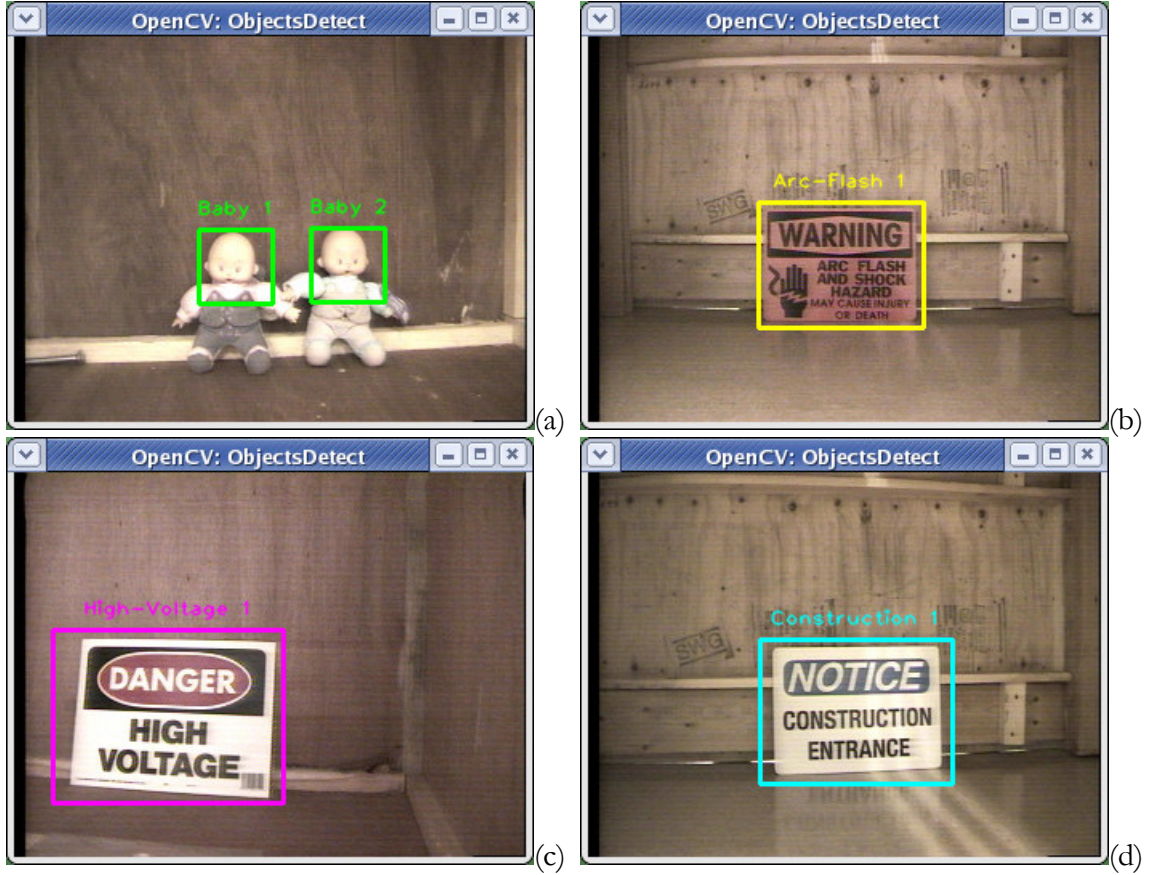 OpenCV: ObjectsDetect
Baby 1 Baby 2
(a)
OpenCV: ObjectsDetect
Arc-Flash 1
SWG
WARNING
ARC FLASH
AND SHOCK
HAZARD
MAY CAUSE INJURY
OR DEATH
(b)
OpenCV: ObjectsDetect
High-Voltage 1
DANGER
HIGH
VOLTAGE
(c)
OpenCV: ObjectsDetect
Construction 1
SWG
NOTICE
CONSTRUCTION
ENTRANCE
(d)